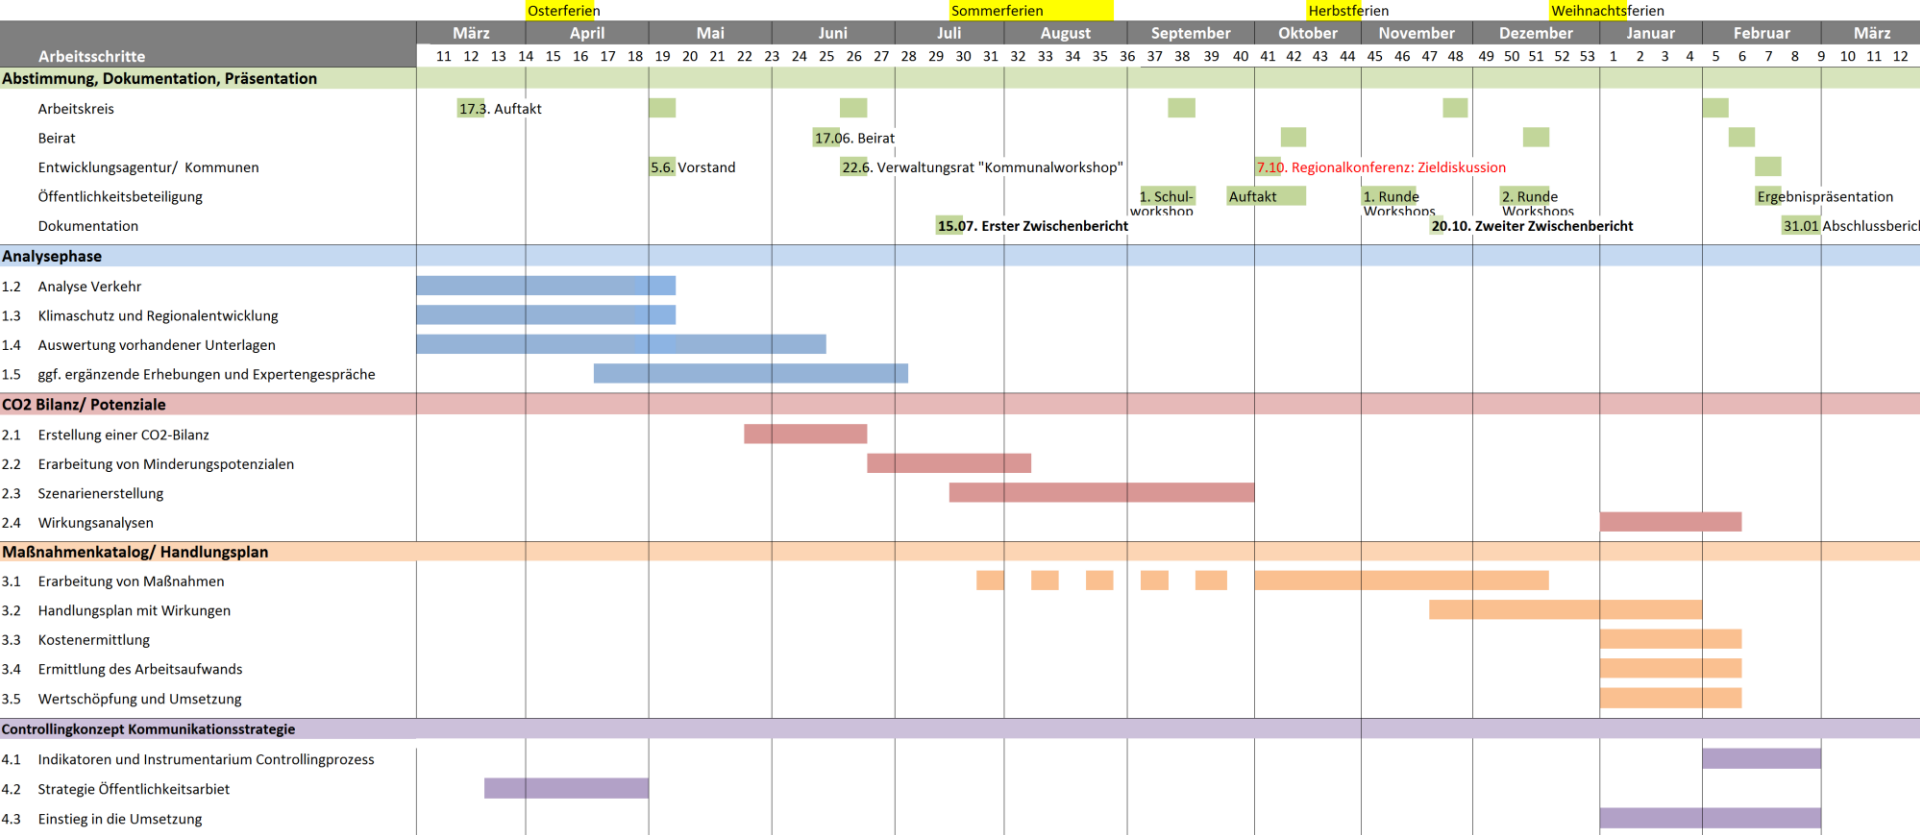 Osterferien Sommerferien Herbstferien Weihnachtsferien
März April Mai Juni Juli August September Oktober November Dezember Januar Februar März
Arbeitsschritte 11 12 13 14 15 16 17 18 19 20 21 22 23 24 25 26 27 28 29 30 31 32 33 34 35 36 37 38 39 40 41 42 43 44 45 46 47 48 49 50 51 52 53 1 2 3 4 5 6 7 8 9 10 11 12
Abstimmung, Dokumentation, Präsentation
Arbeitskreis 17.3. Auftakt
Beirat 17.06. Beirat
Entwicklungsagentur/ Kommunen 5.6. Vorstand 22.6. Verwaltungsrat "Kommunalworkshop" 7.10. Regionalkonferenz: Zieldiskussion
Öffentlichkeitsbeteiligung 1. Schul- Auftakt 1. Runde 2. Runde Ergebnispräsentation
workshop Workshops Workshops
Dokumentation 15.07. Erster Zwischenbericht 20.10. Zweiter Zwischenbericht 31.01 Abschlussberic
Analysephase
1.2 Analyse Verkehr
1.3 Klimaschutz und Regionalentwicklung
1.4 Auswertung vorhandener Unterlagen
1.5 ggf. ergänzende Erhebungen und Expertengespräche
CO2 Bilanz/ Potenziale
2.1 Erstellung einer CO2-Bilanz
2.2 Erarbeitung von Minderungspotenzialen
2.3 Szenarienerstellung
2.4 Wirkungsanalysen
Maßnahmenkatalog/ Handlungsplan
3.1 Erarbeitung von Maßnahmen
3.2 Handlungsplan mit Wirkungen
3.3 Kostenermittlung
3.4 Ermittlung des Arbeitsaufwands
3.5 Wertschöpfung und Umsetzung
Controllingkonzept Kommunikationsstrategie
4.1 Indikatoren und Instrumentarium Controllingprozess
4.2 Strategie Öffentlichkeitsarbiet
4.3 Einstieg in die Umsetzung